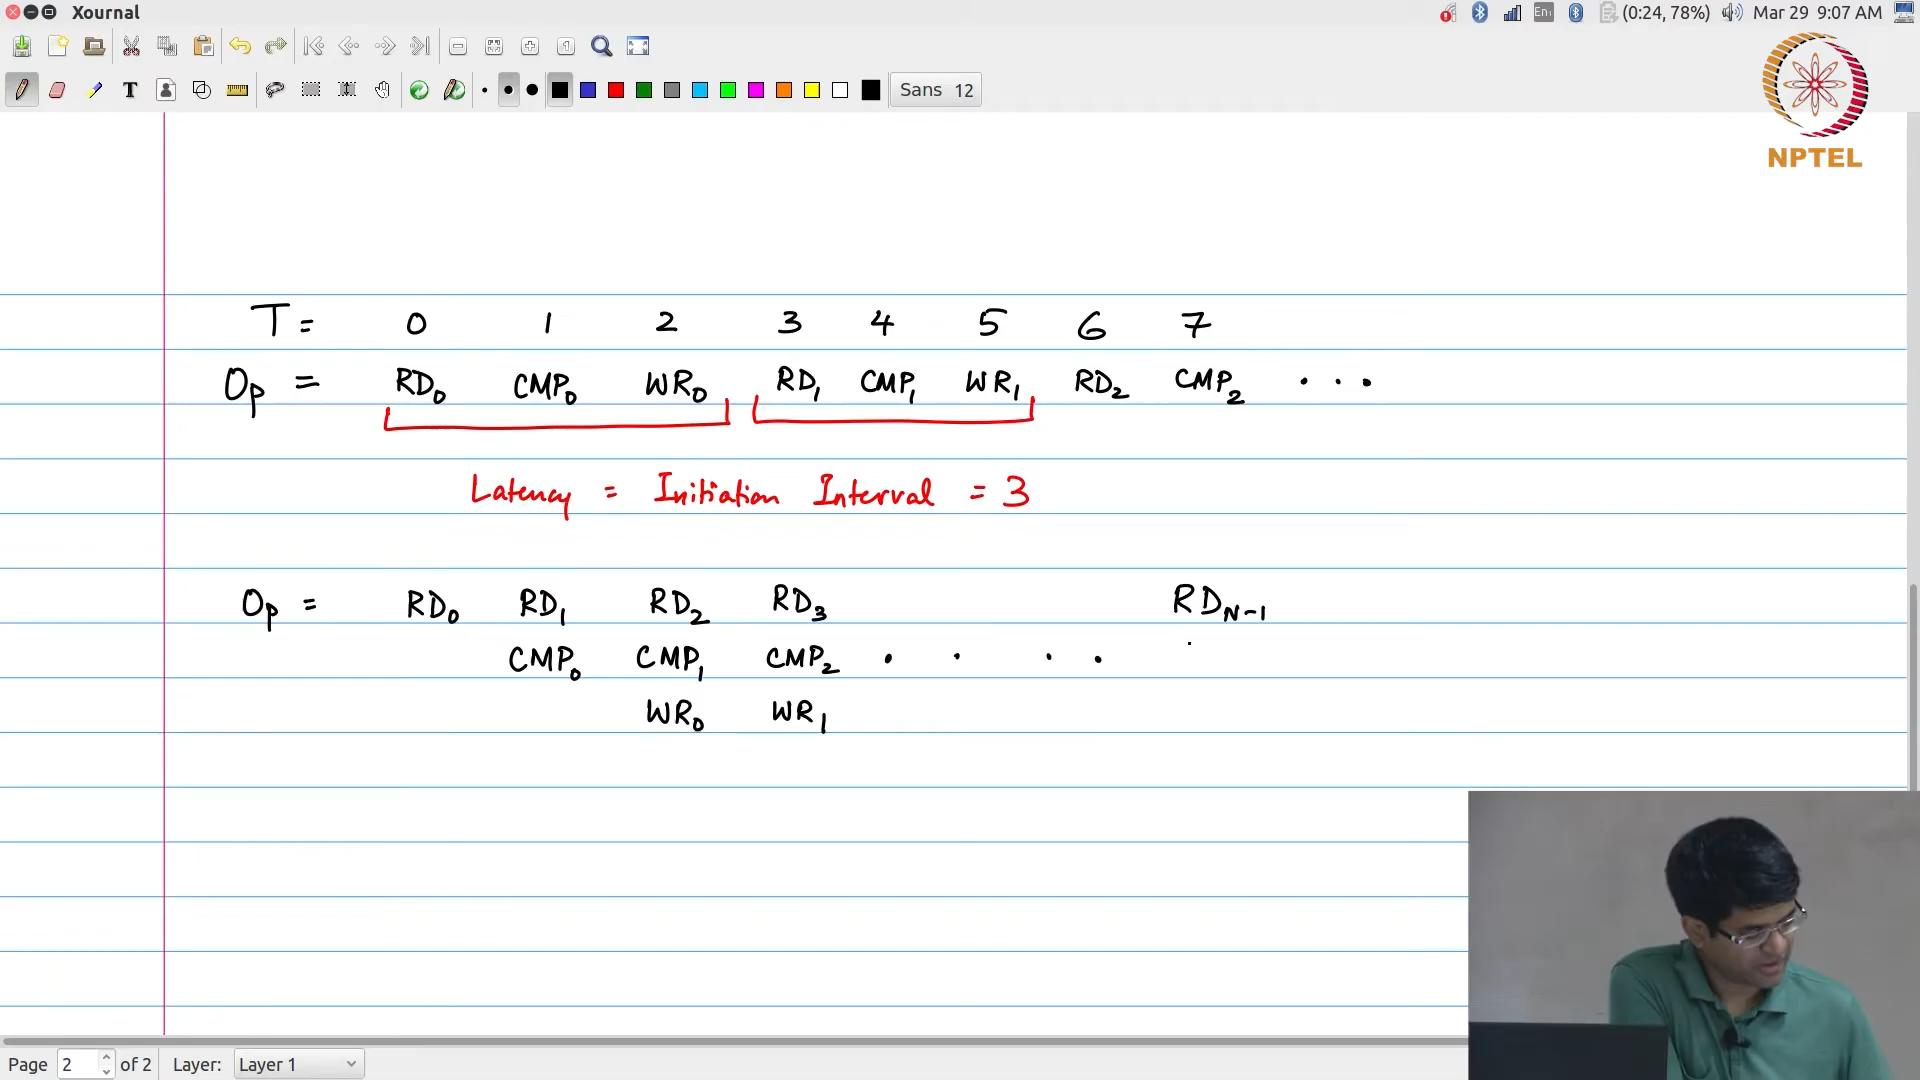 Xournal
En1 (0:24, 78%) Mar 29 9:07 AM
Sans 12
NPTEL
T = 0 1 2 3 4 5 6 7
Op = RD0 CMP0 WR0 RD1 CMP1 WR1 RD2 CMP2 ...
Latency = Initiation Interval = 3
Op = RD0 RD1 RD2 RD3 RDN-1
CMP0 CMP1 CMP2 . . . .
WR0 WR1
Page 2 of 2 Layer: Layer 1